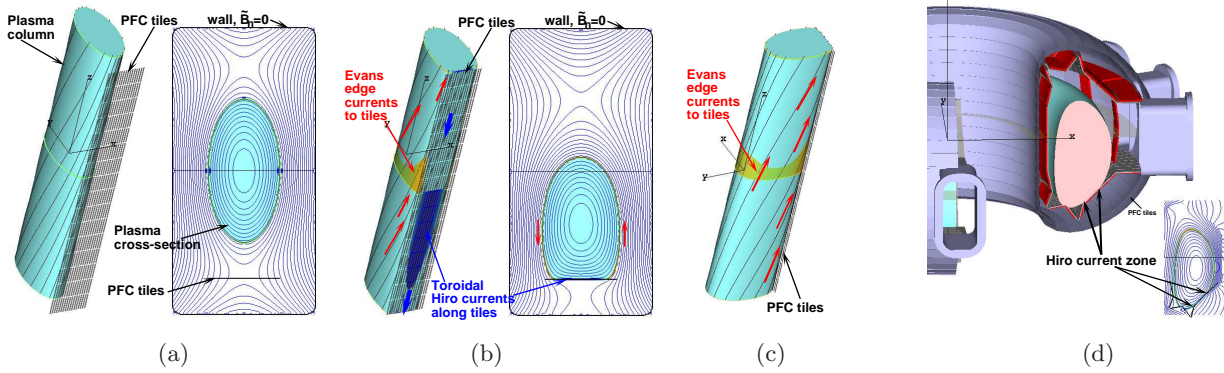 Plasma
column
PFC tiles
z
y
x
Plasma
cross-section
PFC tiles
wall, B̃n=0
(a)
PFC tiles
Evans
edge
currents
to tiles
z
y
x
Toroidal
Hiro currents
along tiles
wall, B̃n=0
(b)
Evans
edge
currents
to tiles
z
x
y
PFC tiles
(c)
y
x
PFC tiles
Hiro current zone
(d)